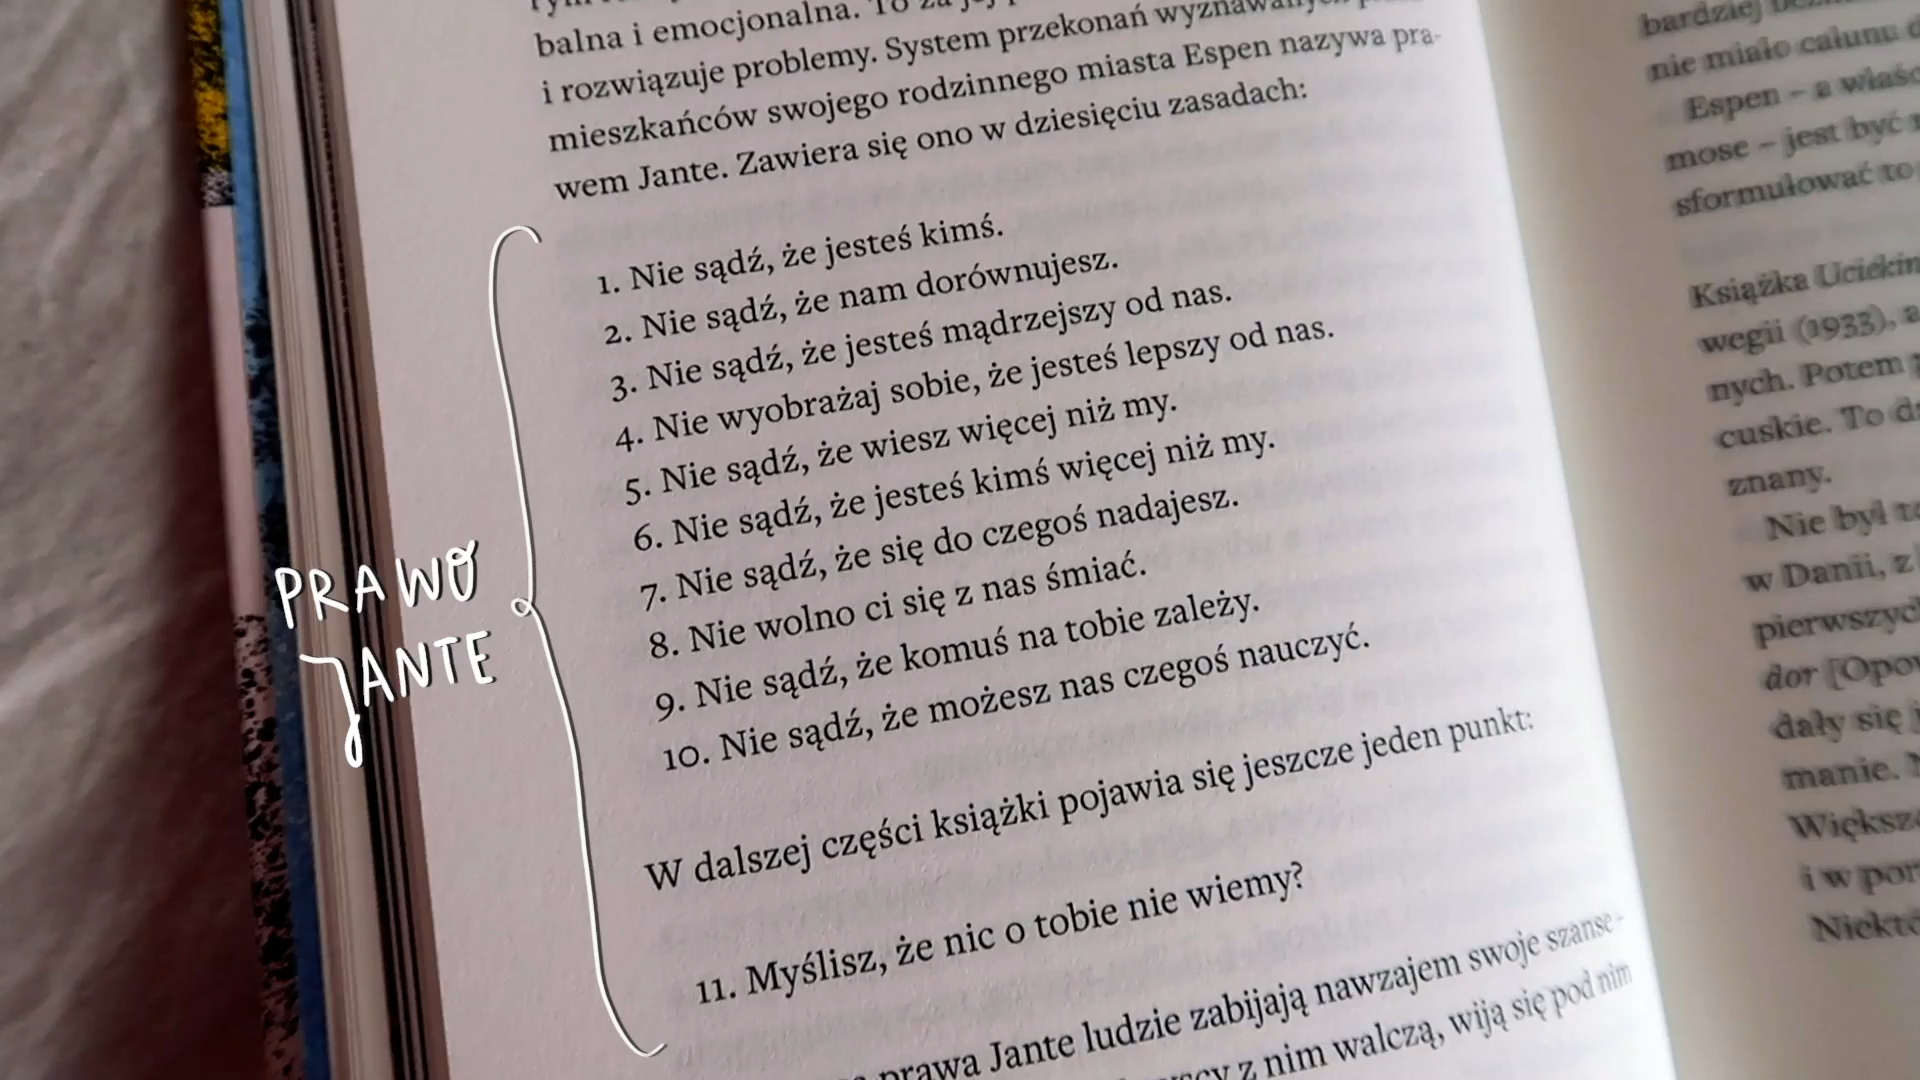 balna i emocjonalna. To za jej
i rozwiązuje problemy. System przekonań wyznawanych
mieszkańców swojego rodzinnego miasta Espen nazywa pra-
wem Jante. Zawiera się ono w dziesięciu zasadach:
1. Nie sądź, że jesteś kimś.
2. Nie sądź, że nam dorównujesz.
3. Nie sądź, że jesteś mądrzejszy od nas.
4. Nie wyobrażaj sobie, że jesteś lepszy od nas.
5. Nie sądź, że wiesz więcej niż my.
6. Nie sądź, że jesteś kimś więcej niż my.
7. Nie sądź, że się do czegoś nadajesz.
8. Nie wolno ci się z nas śmiać.
9. Nie sądź, że komuś na tobie zależy.
10. Nie sądź, że możesz nas czegoś nauczyć.
W dalszej części książki pojawia się jeszcze jeden punkt:
11. Myślisz, że nic o tobie nie wiemy?
prawa Jante ludzie zabijają nawzajem swoje szanse -
z nim walczą, wiją się pod nim
PRAWO
JANTE
bardziej
nie miało całunu
Espen – a właśc
mose – jest być
sformułować to
Książka Uciekin
wegii (1933), a
nych. Potem
cuskie. To
znany.
Nie był
w Danii, z
pierwszych
dor [Opow
dały się
manie.
Większo
i w por
Niektó